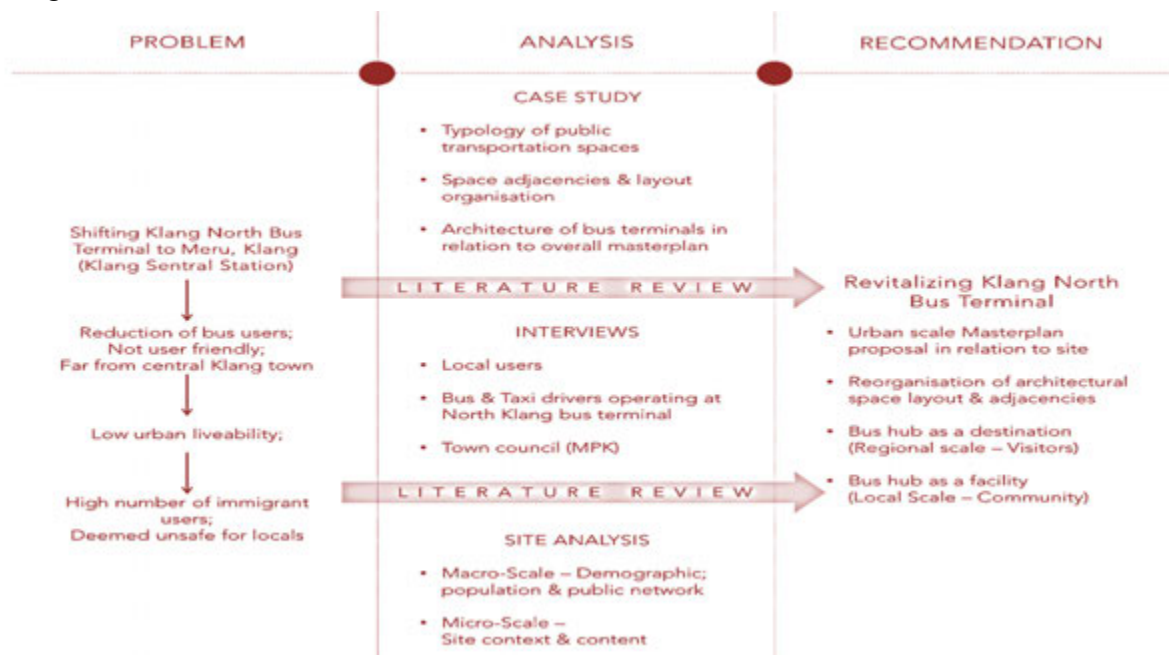 PROBLEM
ANALYSIS
RECOMMENDATION
Shifting Klang North Bus
Terminal to Meru, Klang
(Klang Sentral Station)
Reduction of bus users;
Not user friendly;
Far from central Klang town
Low urban liveability;
High number of immigrant
users;
Deemed unsafe for locals
CASE STUDY
• Typology of public
transportation spaces
• Space adjacencies & layout
organisation
• Architecture of bus terminals in
relation to overall masterplan
LITERATURE REVIEW
INTERVIEWS
• Local users
• Bus & Taxi drivers operating at
North Klang bus terminal
• Town council (MPK)
LITERATURE REVIEW
SITE ANALYSIS
• Macro-Scale – Demographic;
population & public network
• Micro-Scale –
Site context & content
Revitalizing Klang North
Bus Terminal
• Urban scale Masterplan
proposal in relation to site
• Reorganisation of architectural
space layout & adjacencies
• Bus hub as a destination
(Regional scale – Visitors)
• Bus hub as a facility
(Local Scale – Community)